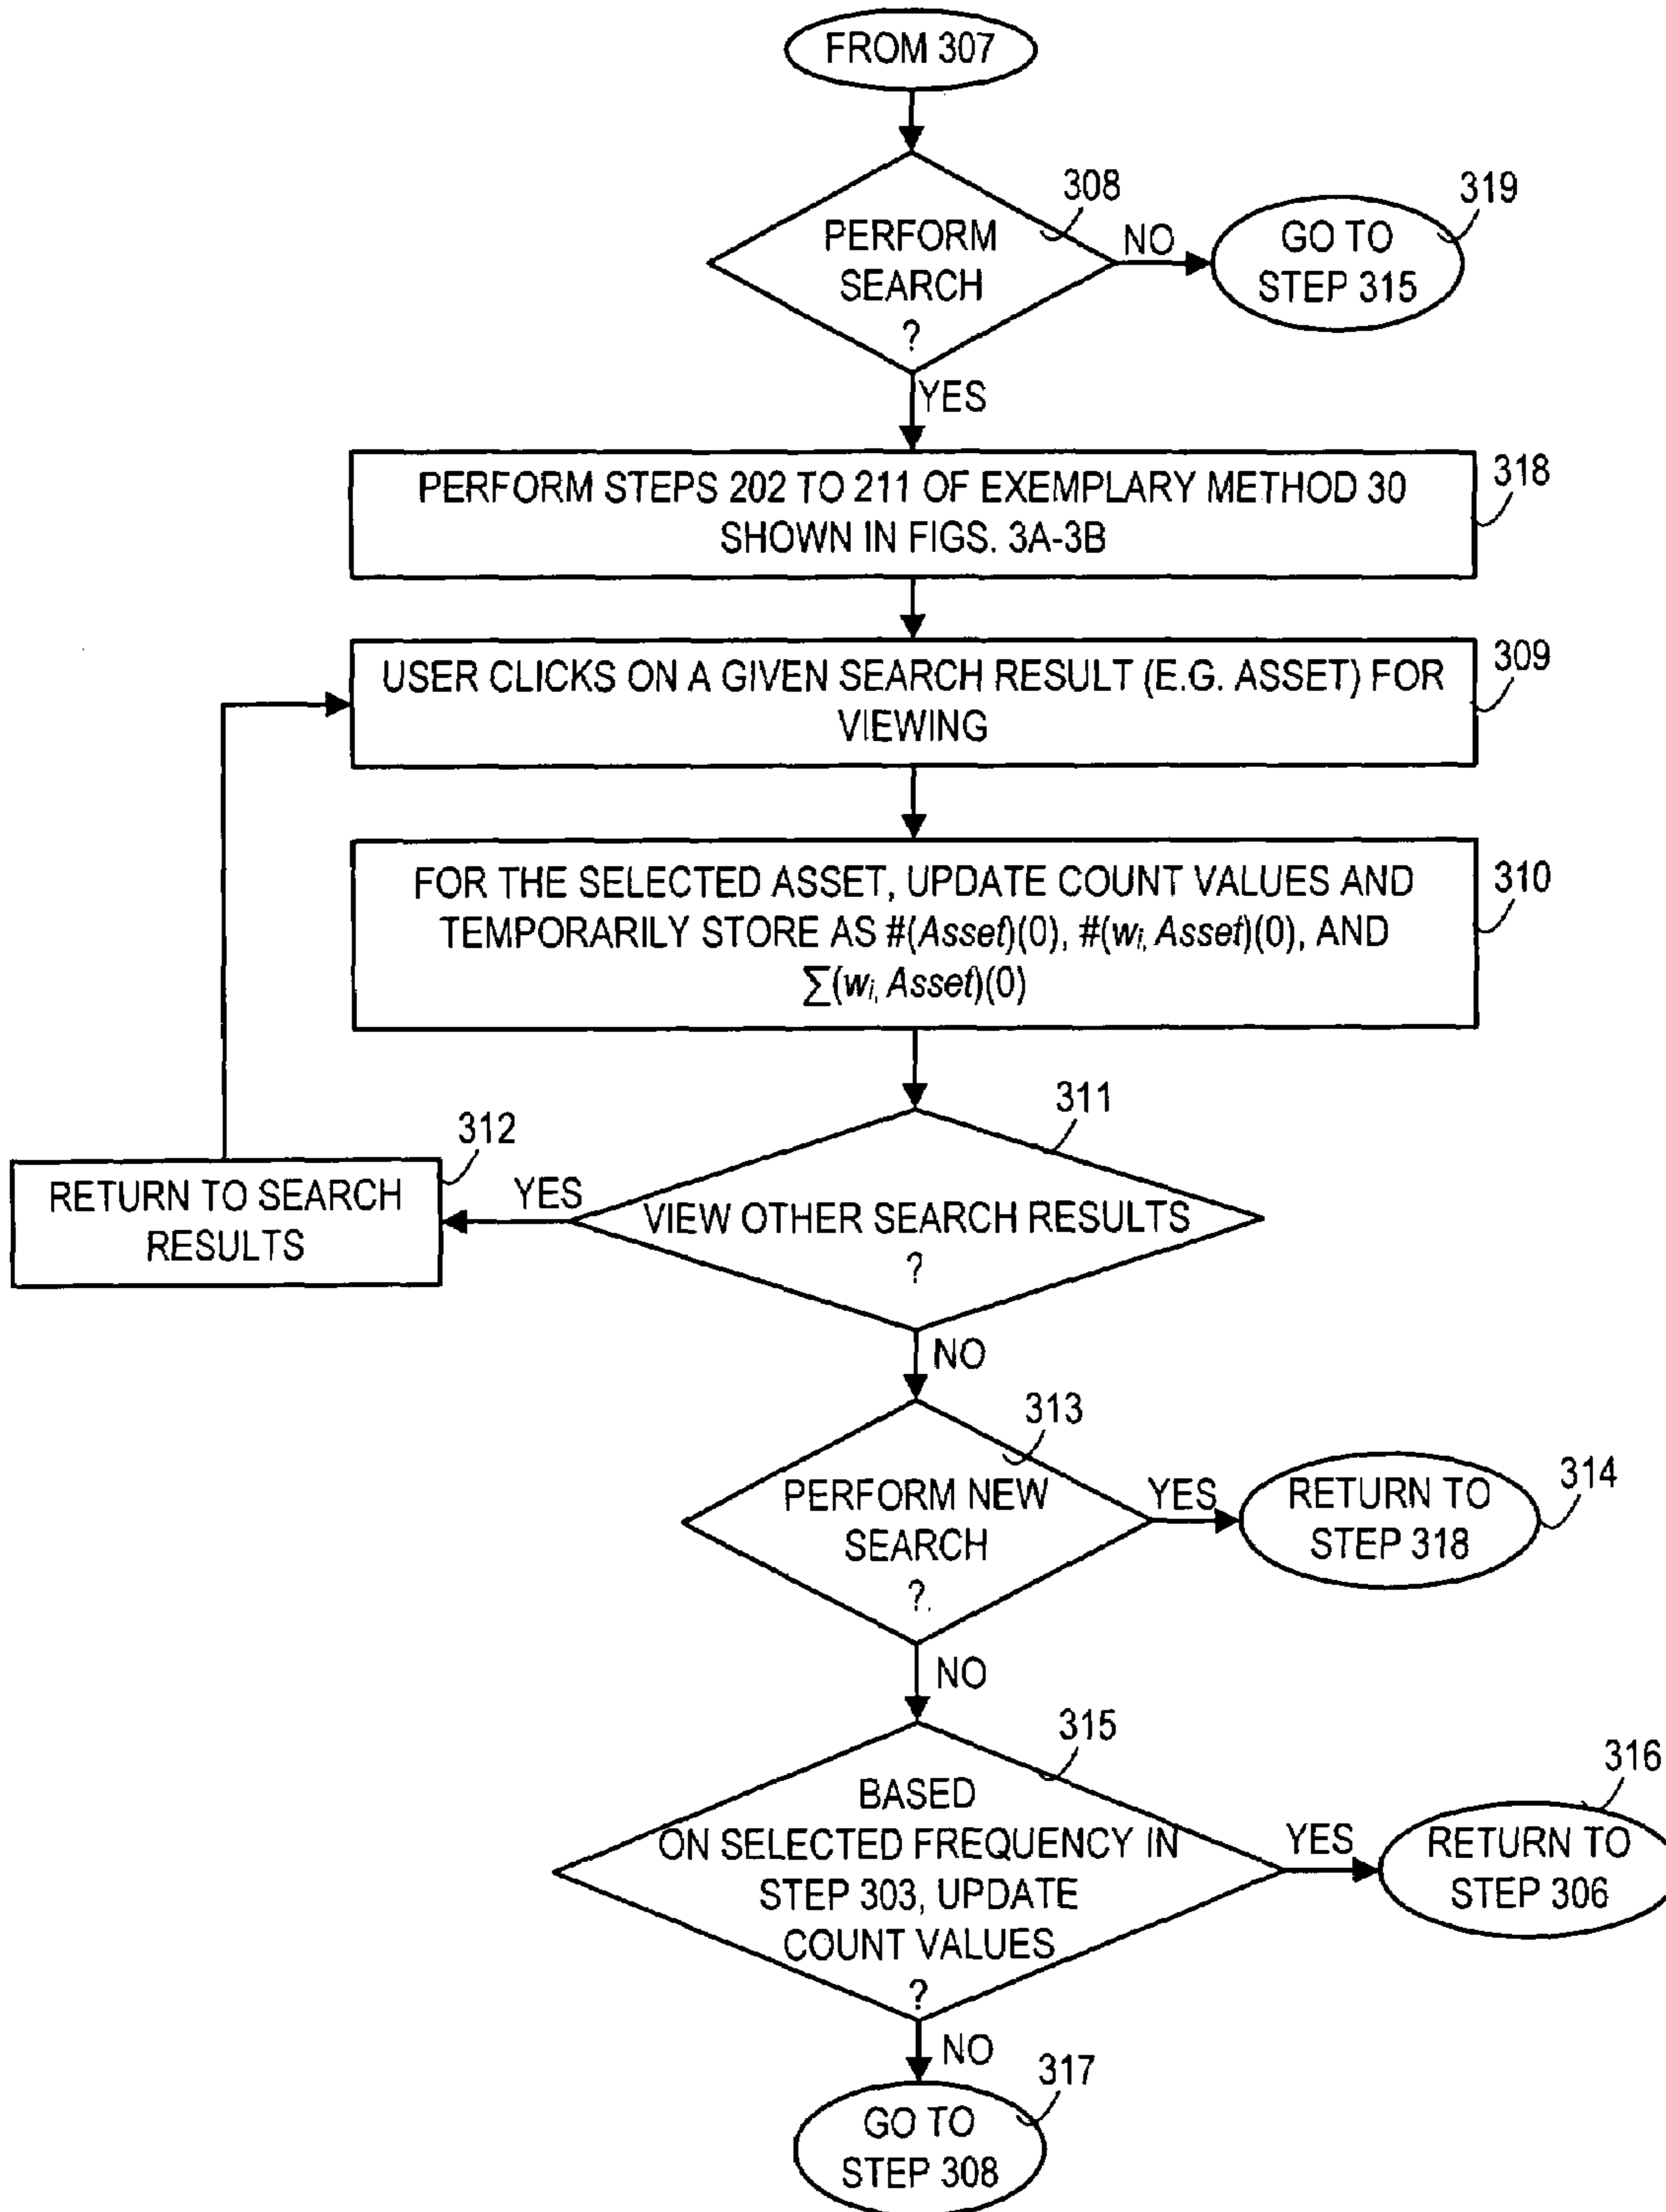 FROM 307
308
PERFORM
SEARCH
?
NO
319
GO TO
STEP 315
YES
318
PERFORM STEPS 202 TO 211 OF EXEMPLARY METHOD 30
SHOWN IN FIGS. 3A-3B
309
USER CLICKS ON A GIVEN SEARCH RESULT (E.G. ASSET) FOR
VIEWING
310
FOR THE SELECTED ASSET, UPDATE COUNT VALUES AND
TEMPORARILY STORE AS #(Asset)(0), #(wi, Asset)(0), AND
∑(wi, Asset)(0)
311
312
RETURN TO SEARCH
RESULTS
YES
VIEW OTHER SEARCH RESULTS
?
NO
313
PERFORM NEW
SEARCH
?
YES
RETURN TO
STEP 318
314
NO
315
BASED
ON SELECTED FREQUENCY IN
STEP 303, UPDATE
COUNT VALUES
?
YES
316
RETURN TO
STEP 306
NO
317
GO TO
STEP 308